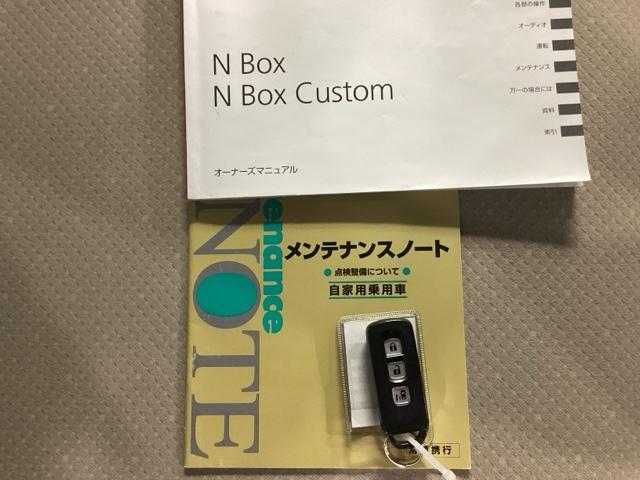 各部の操作
オーディオ
運転
メンテナンス
万一の場合には
資料
索引
N Box
N Box Custom
オーナーズマニュアル
enance
NOTE
メンテナンスノート
● 点検整備について ●
自家用乗用車
携行